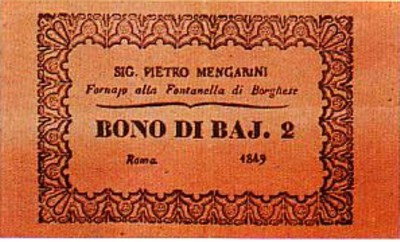 SIG. PIETRO MENGARINI
Fornajo alla Fontanella di Borghese
BONO DI BAJ. 2
Roma 1849